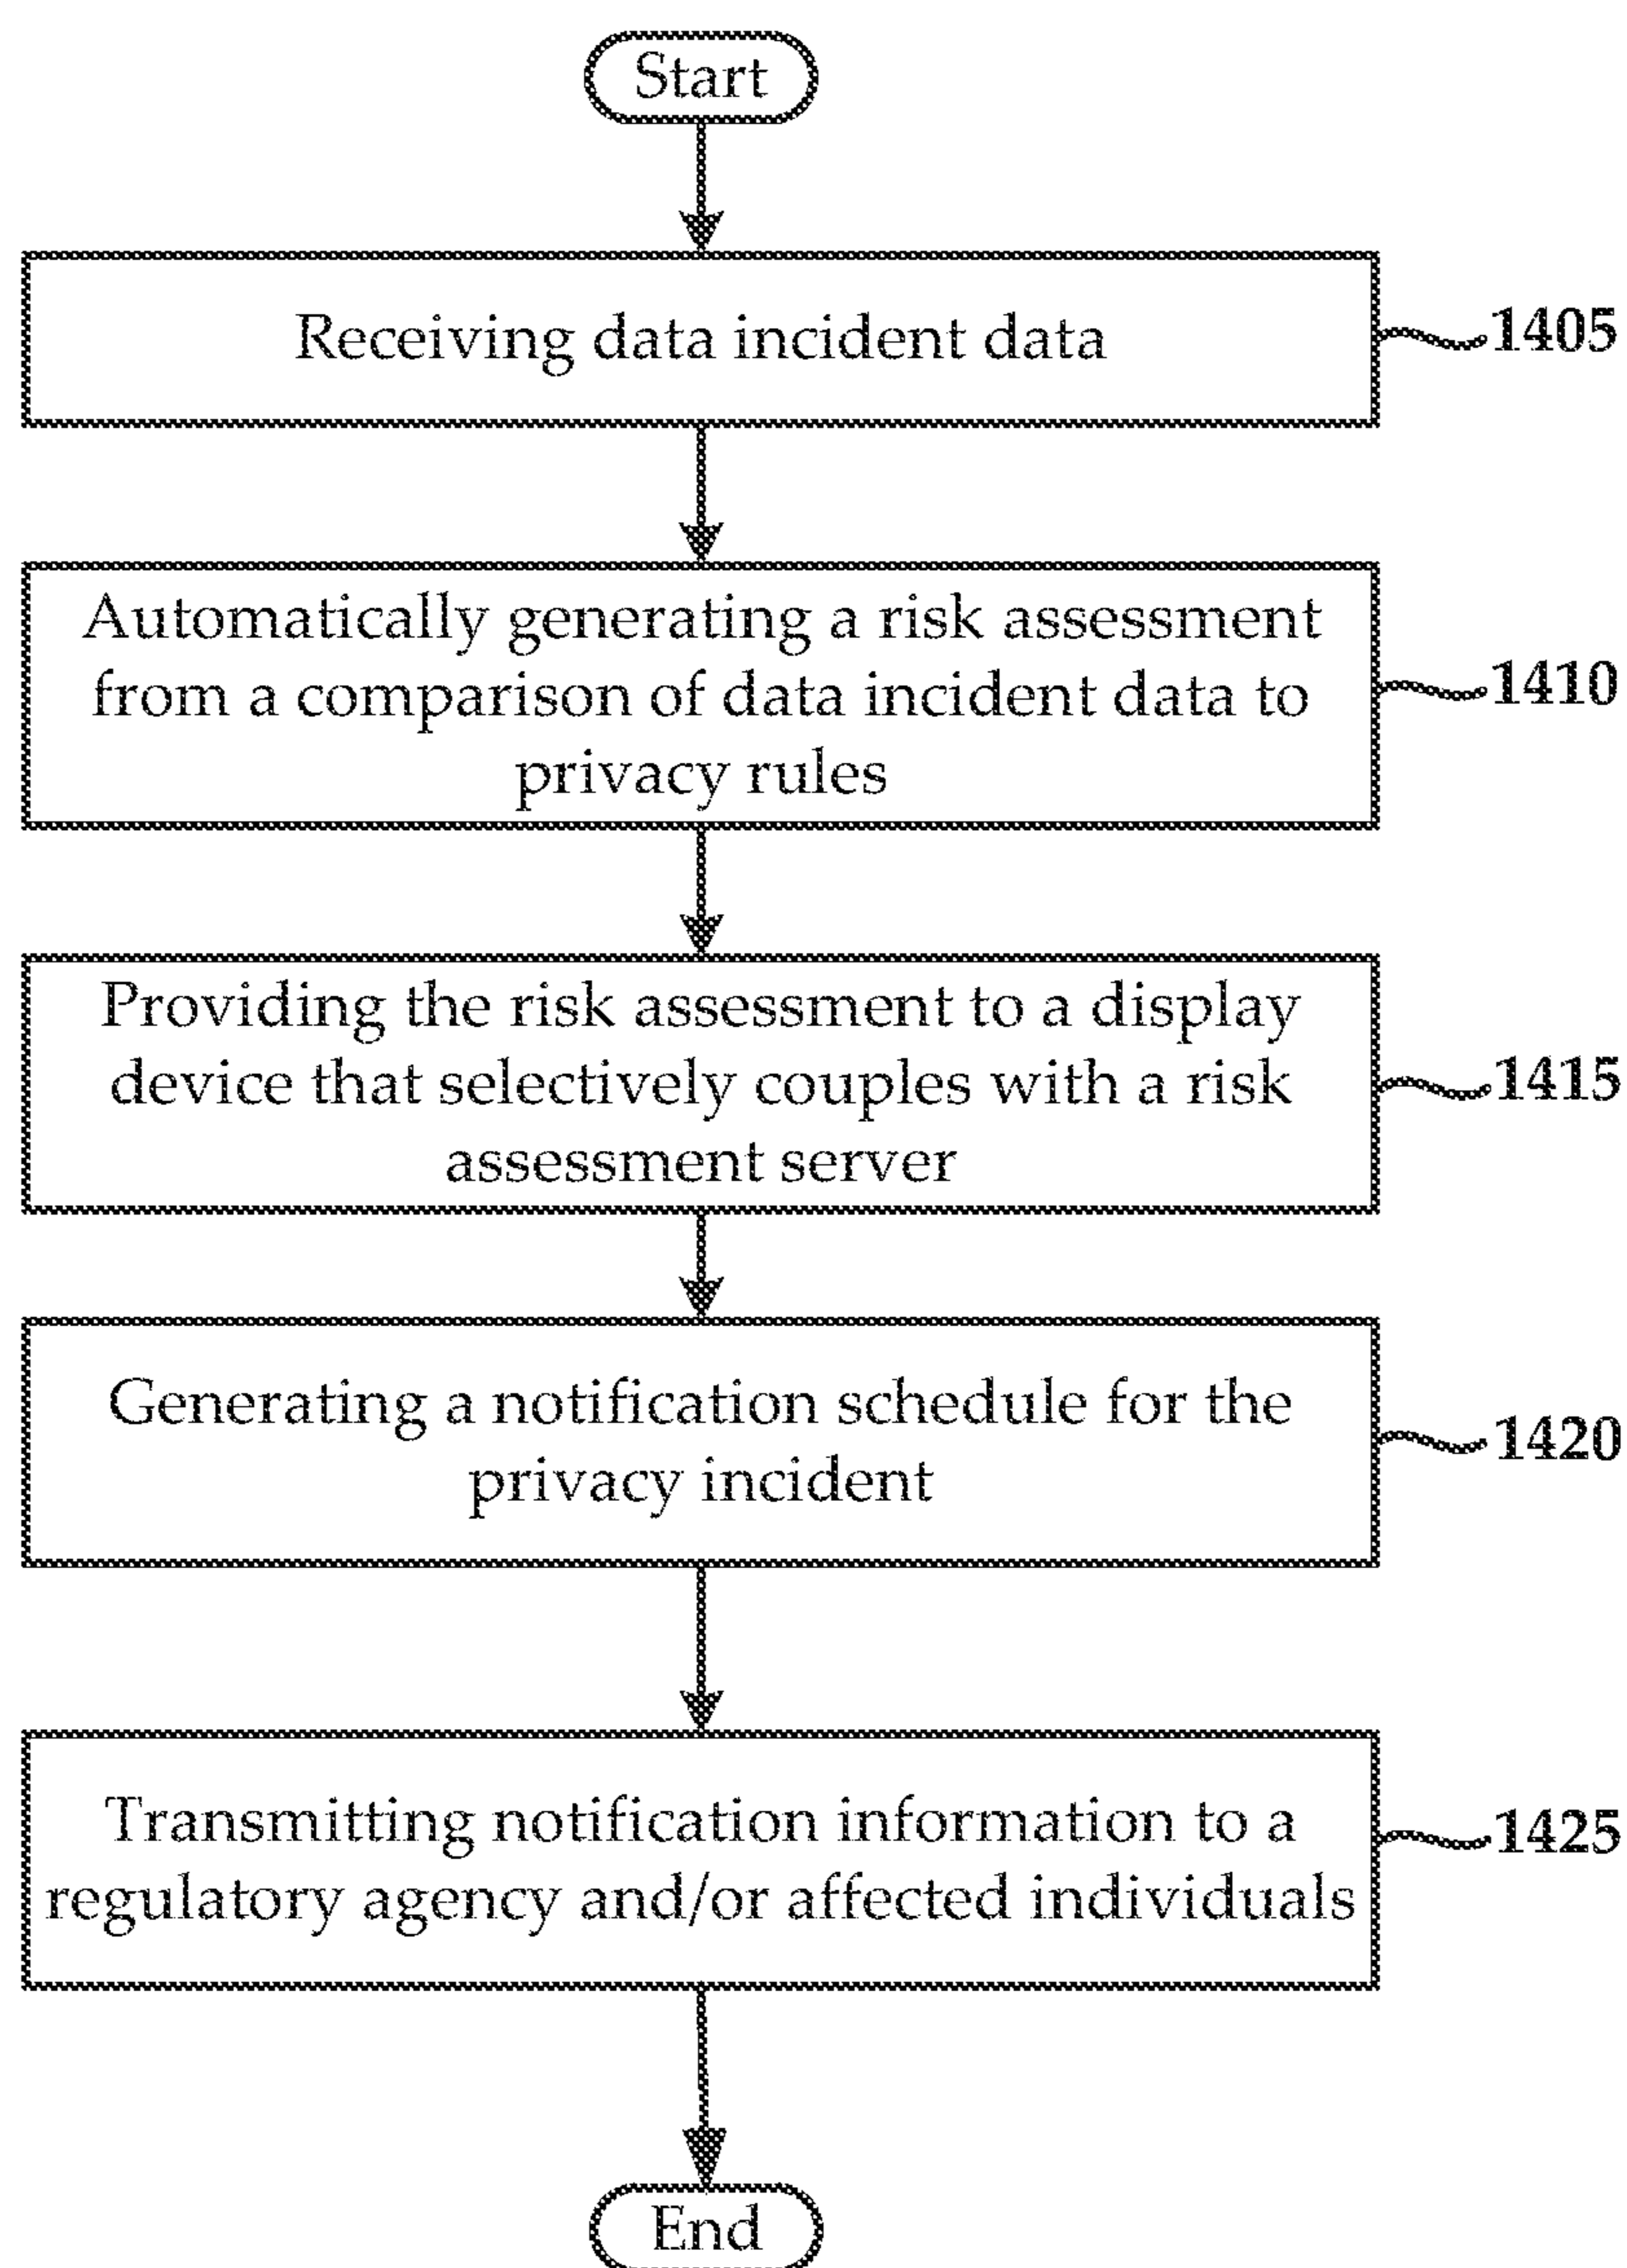 Start
Receiving data incident data
1405
Automatically generating a risk assessment
from a comparison of data incident data to
privacy rules
1410
Providing the risk assessment to a display
device that selectively couples with a risk
assessment server
1415
Generating a notification schedule for the
privacy incident
1420
Transmitting notification information to a
regulatory agency and/or affected individuals
1425
End